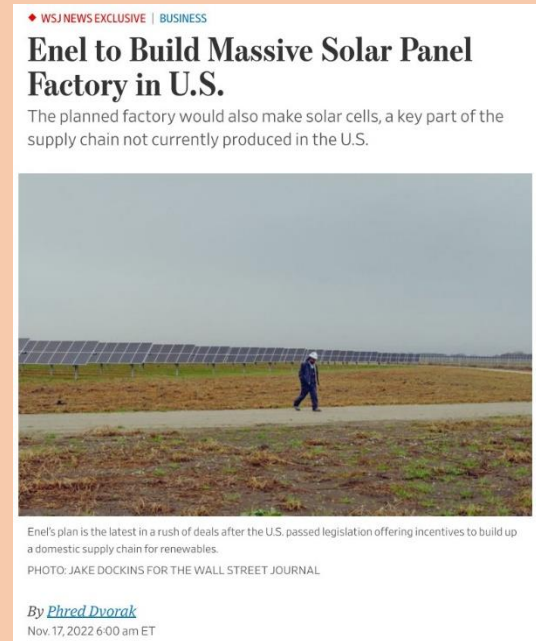 ◆ WSJ NEWS EXCLUSIVE | BUSINESS
Enel to Build Massive Solar Panel
Factory in U.S.
The planned factory would also make solar cells, a key part of the
supply chain not currently produced in the U.S.
Enel's plan is the latest in a rush of deals after the U.S. passed legislation offering incentives to build up
a domestic supply chain for renewables.
PHOTO: JAKE DOCKINS FOR THE WALL STREET JOURNAL
By Phred Dvorak
Nov. 17, 2022 6:00 am ET